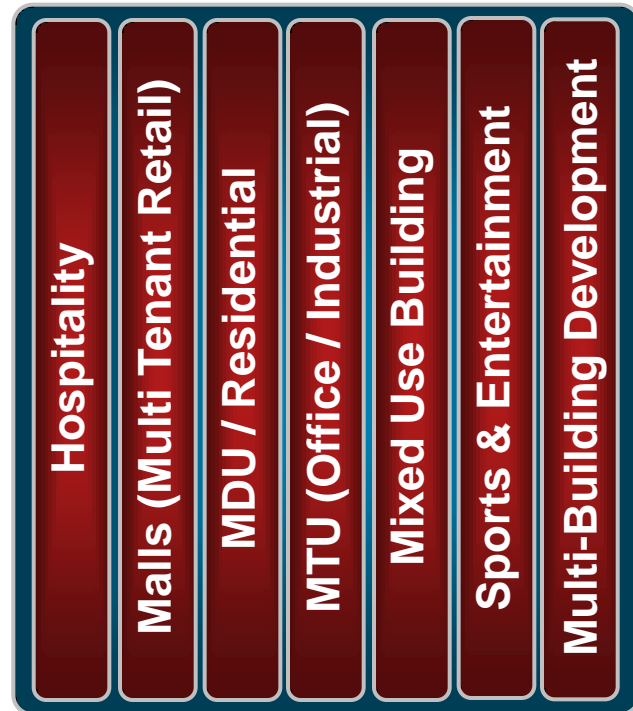 Hospitality
Malls (Multi Tenant Retail)
MDU / Residential
MTU (Office / Industrial)
Mixed Use Building
Sports & Entertainment
Multi-Building Development